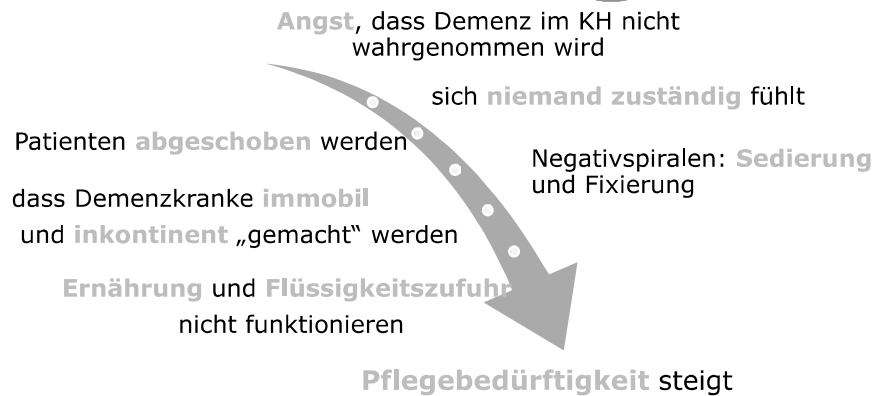 Angst, dass Demenz im KH nicht
wahrgenommen wird
sich niemand zuständig fühlt
Patienten abgeschoben werden
Negativspiralen: Sedierung
und Fixierung
dass Demenzkranke immobil
und inkontinent „gemacht“ werden
Ernährung und Flüssigkeitszufuhr
nicht funktionieren
Pflegebedürftigkeit steigt